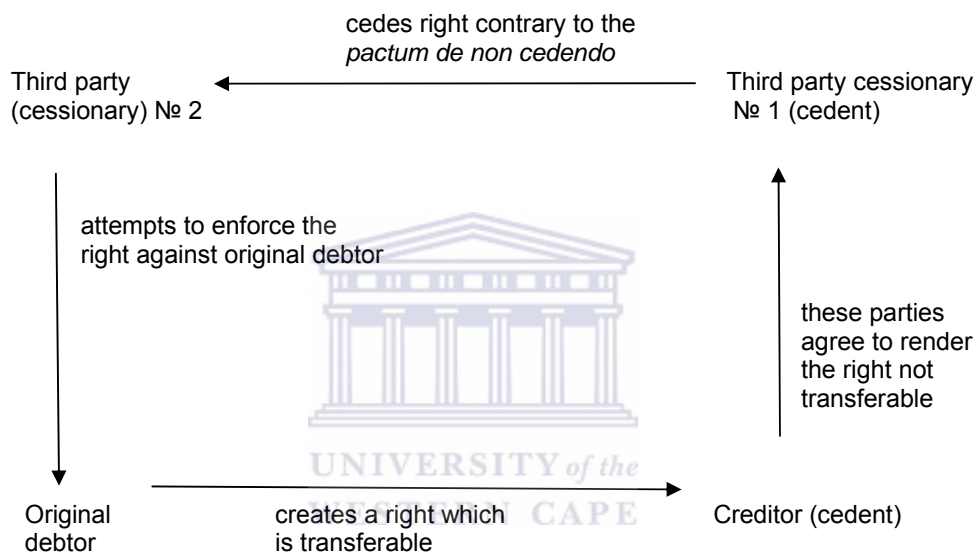 cedes right contrary to the
pactum de non cedendo
Third party
(cessionary) № 2
Third party cessionary
№ 1 (cedent)
attempts to enforce the
right against original debtor
these parties
agree to render
the right not
transferable
UNIVERSITY of the
WESTERN CAPE
Original
debtor
creates a right which
is transferable
Creditor (cedent)